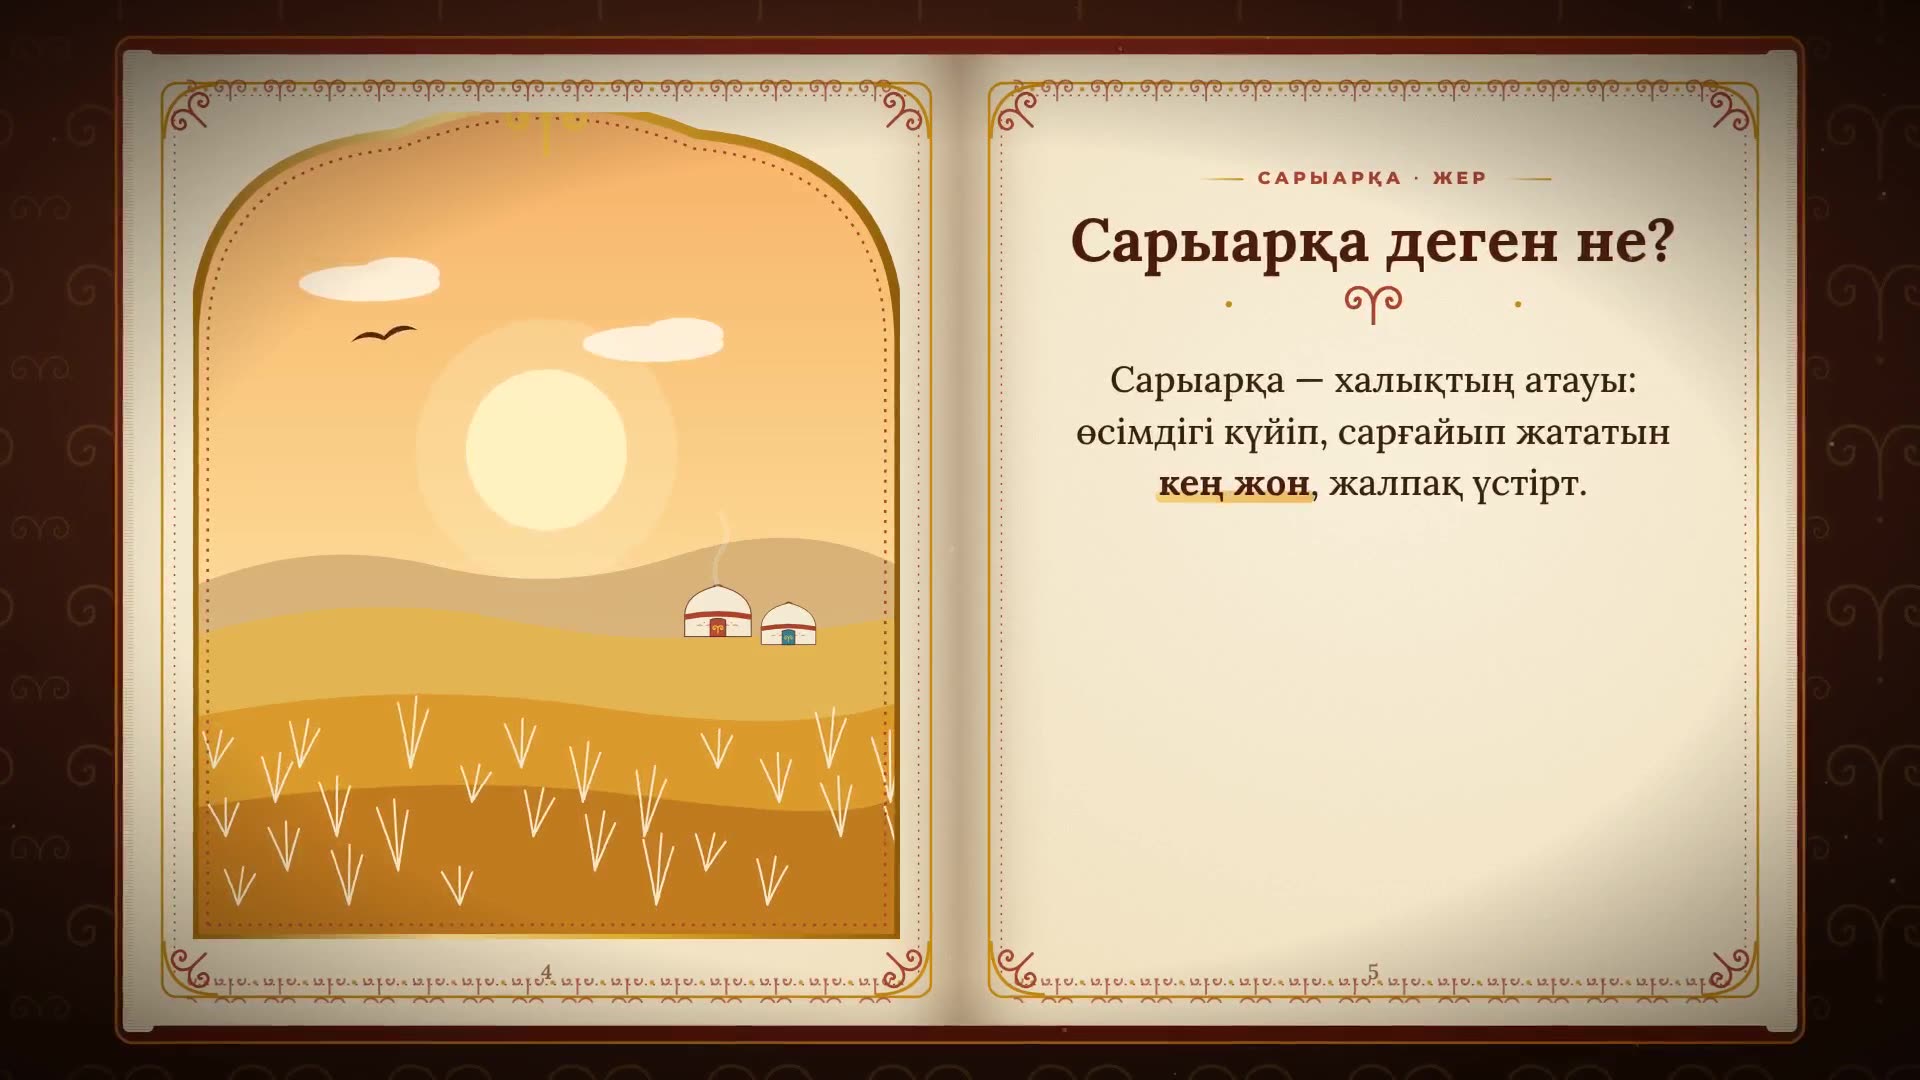 САРЫАРҚА · ЖЕР
Сарыарқа деген не?
Сарыарқа — халықтың атауы:
өсімдігі күйіп, сарғайып жататын
кең жон, жалпақ үстірт.
4
5